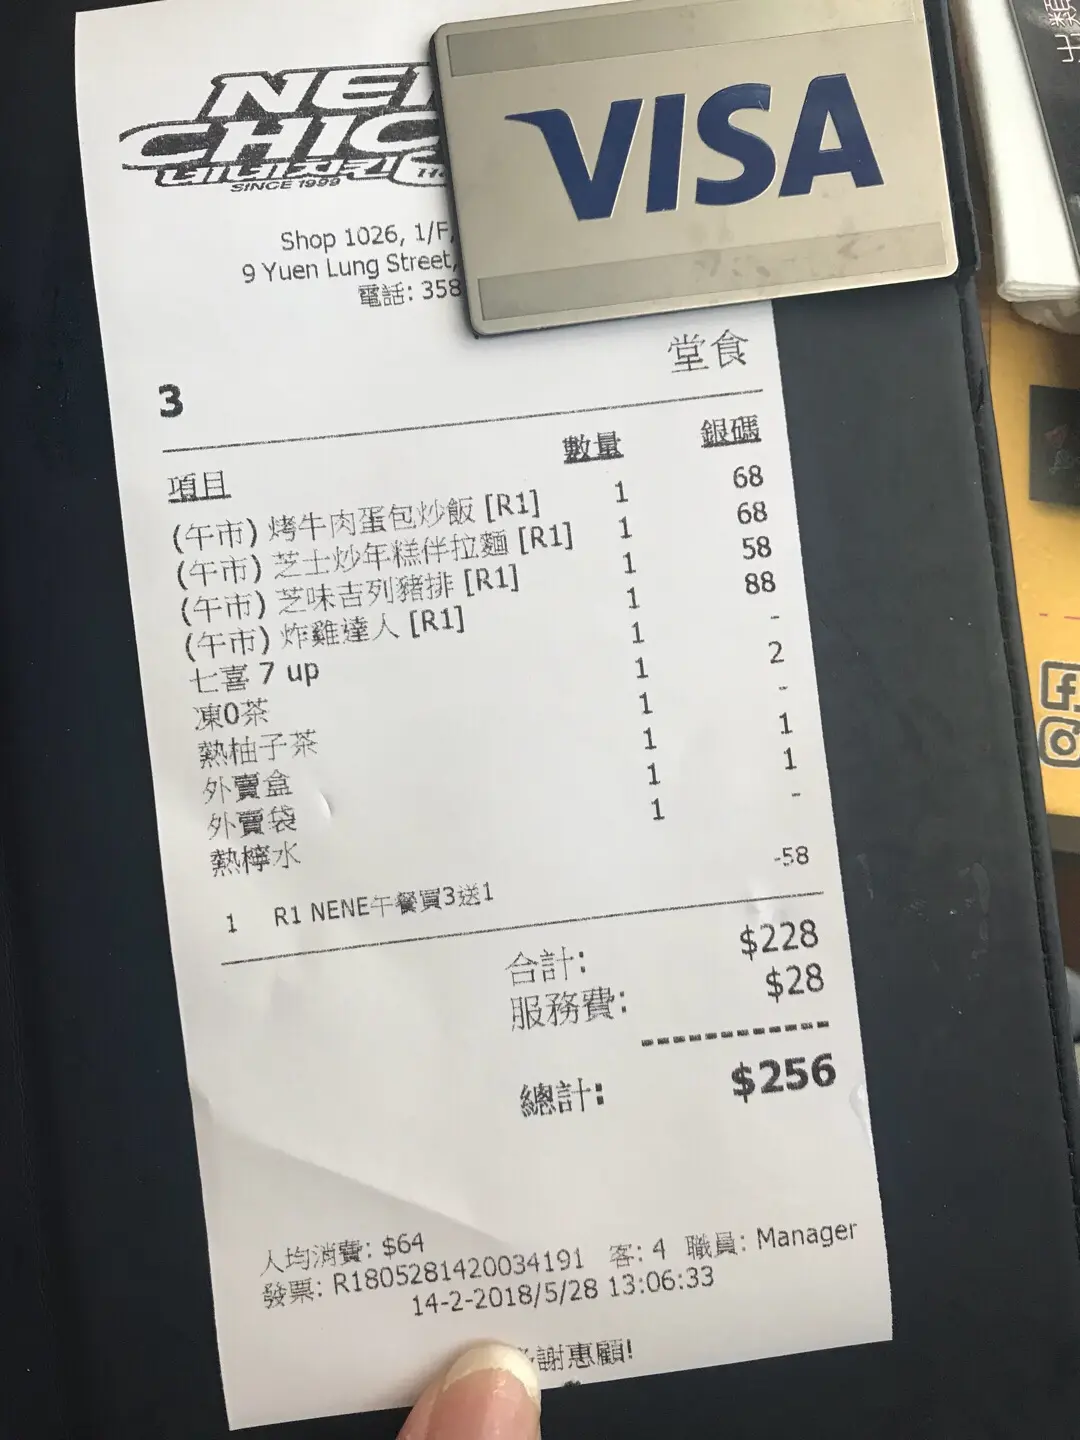 NE
CHIC
네네치킨
SINCE 1999
VISA
Shop 1026, 1/F,
9 Yuen Lung Street,
電話: 358
堂食
3
項目 數量 銀碼
(午市) 烤牛肉蛋包炒飯 [R1] 1 68
(午市) 芝士炒年糕伴拉麵 [R1] 1 68
(午市) 芝味吉列豬排 [R1] 1 58
(午市) 炸雞達人 [R1] 1 88
七喜 7 up 1 -
凍0茶 1 2
熱柚子茶 1 -
外賣盒 1 1
外賣袋 1 1
熱檸水 1 -
1 R1 NENE午餐買3送1 -58
合計: $228
服務費: $28
總計: $256
人均消費: $64
發票: R1805281420034191 客: 4 職員: Manager
14-2-2018/5/28 13:06:33
謝惠顧!
出類